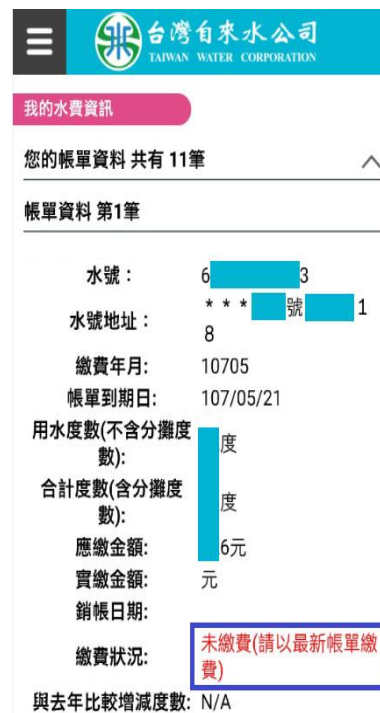 台灣自來水公司
TAIWAN WATER CORPORATION
我的水費資訊
您的帳單資料 共有 11筆
帳單資料 第1筆
水號： 6 3
水號地址： * * * 號 1
8
繳費年月: 10705
帳單到期日: 107/05/21
用水度數(不含分攤度
數): 度
合計度數(含分攤度
數): 度
應繳金額: 6元
實繳金額: 元
銷帳日期:
繳費狀況: 未繳費(請以最新帳單繳
費)
與去年比較增減度數: N/A